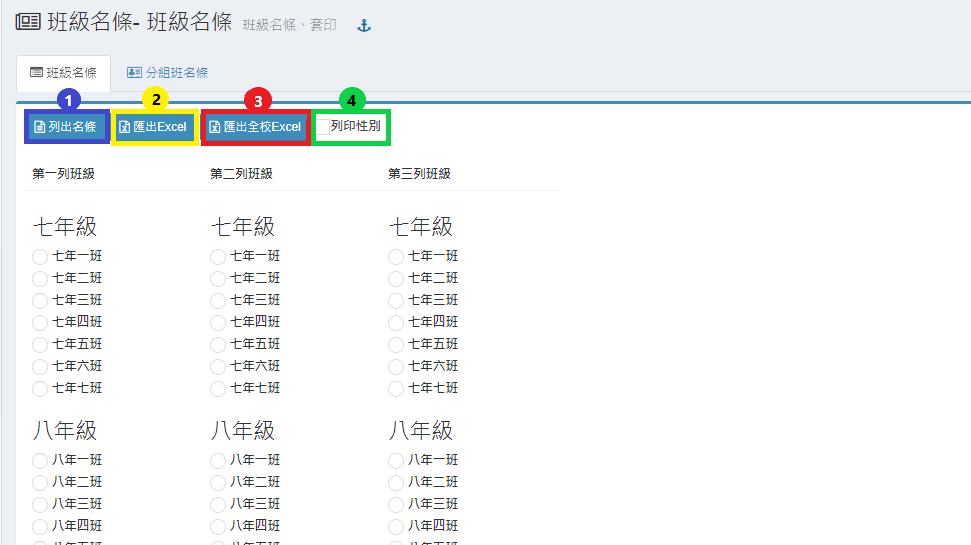 班級名條- 班級名條 班級名條、套印
班級名條 分組班名條
1 2 3 4
列出名條 匯出Excel 匯出全校Excel 列印性別
第一列班級 第二列班級 第三列班級
七年級 七年級 七年級
七年一班 七年一班 七年一班
七年二班 七年二班 七年二班
七年三班 七年三班 七年三班
七年四班 七年四班 七年四班
七年五班 七年五班 七年五班
七年六班 七年六班 七年六班
七年七班 七年七班 七年七班
八年級 八年級 八年級
八年一班 八年一班 八年一班
八年二班 八年二班 八年二班
八年三班 八年三班 八年三班
八年四班 八年四班 八年四班